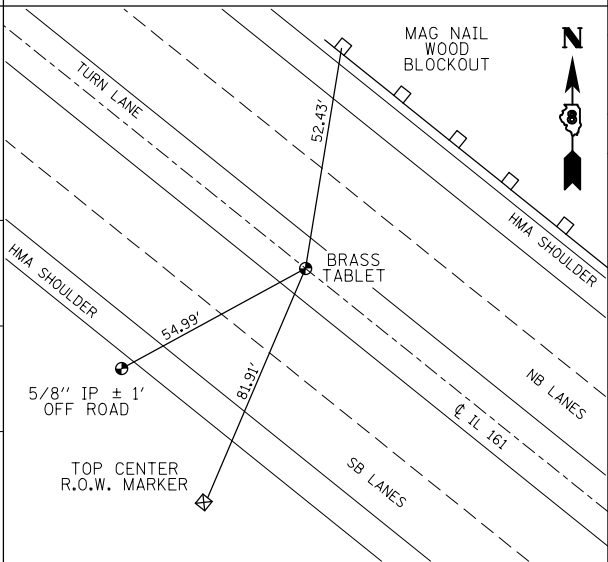 MAG NAIL
WOOD
BLOCKOUT
N
8
TURN LANE
52.43'
HMA SHOULDER
BRASS
TABLET
HMA SHOULDER
54.99'
81.91'
5/8" IP ± 1'
OFF ROAD
NB LANES
℄ IL 161
TOP CENTER
R.O.W. MARKER
SB LANES